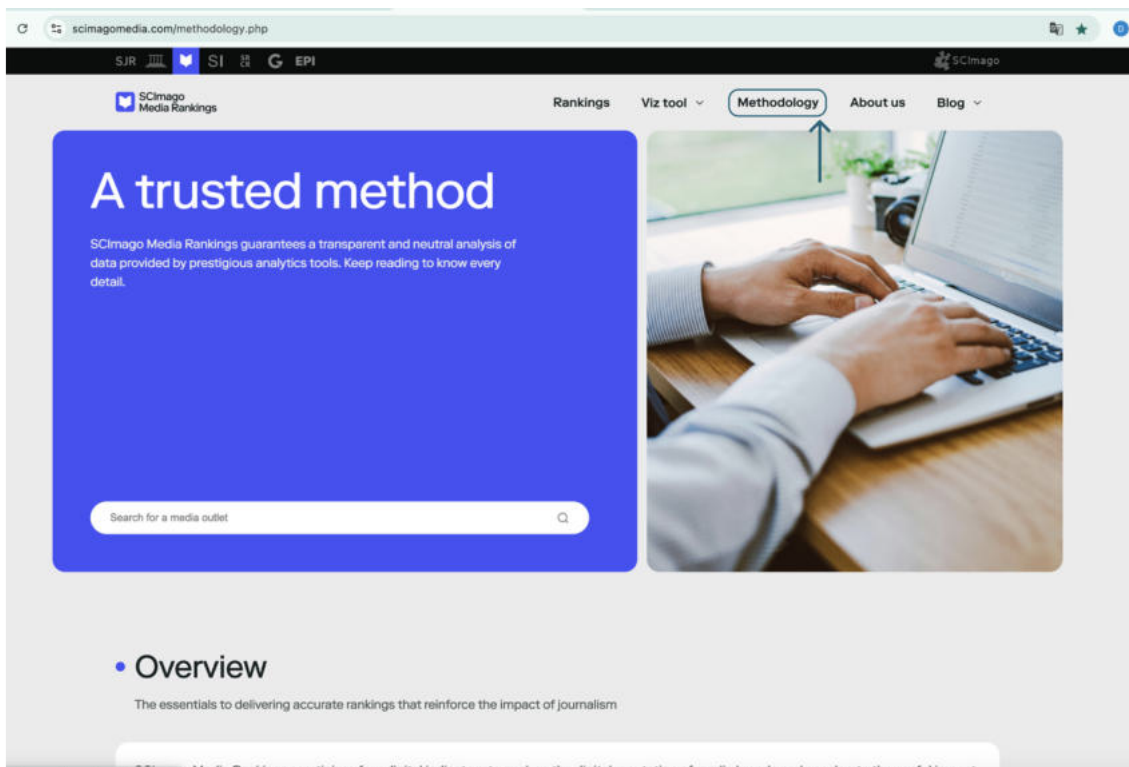 scimagomedia.com/methodology.php
D
SJR SI G EPI
SCImago
SCImago
Media Rankings
Rankings Viz tool Methodology About us Blog
A trusted method
SCImago Media Rankings guarantees a transparent and neutral analysis of
data provided by prestigious analytics tools. Keep reading to know every
detail.
Search for a media outlet
Overview
The essentials to delivering accurate rankings that reinforce the impact of journalism